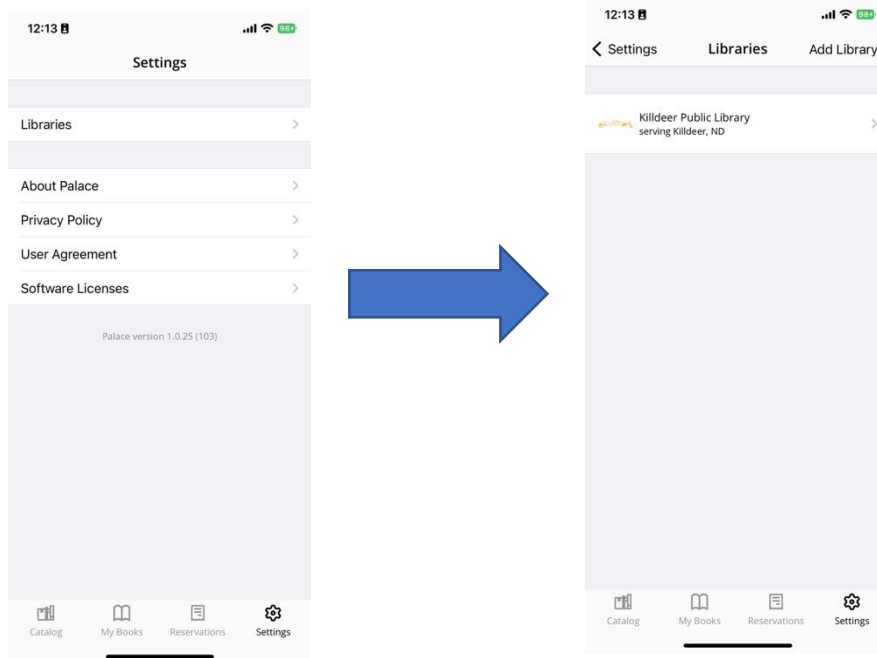 12:13
98+
Settings
Libraries
About Palace
Privacy Policy
User Agreement
Software Licenses
Palace version 1.0.25 (103)
Catalog
My Books
Reservations
Settings
12:13
98+
Settings
Libraries
Add Library
Killdeer Public Library
serving Killdeer, ND
Catalog
My Books
Reservations
Settings